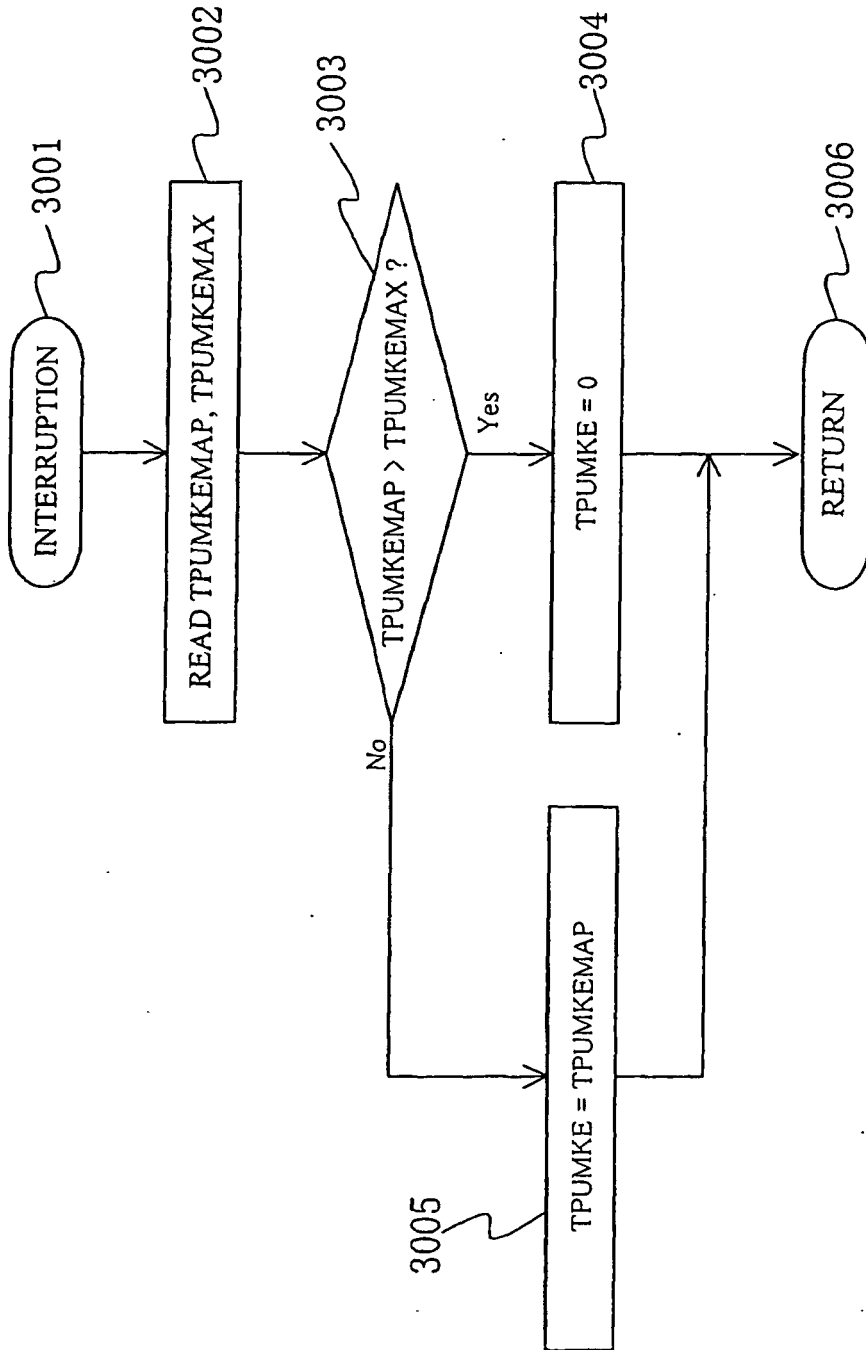 INTERRUPTION
3001
READ TPUMKEMAP, TPUMKEMAX
3002
TPUMKEMAP > TPUMKEMAX ?
3003
No
Yes
TPUMKE = 0
3004
3005
TPUMKE = TPUMKEMAP
RETURN
3006